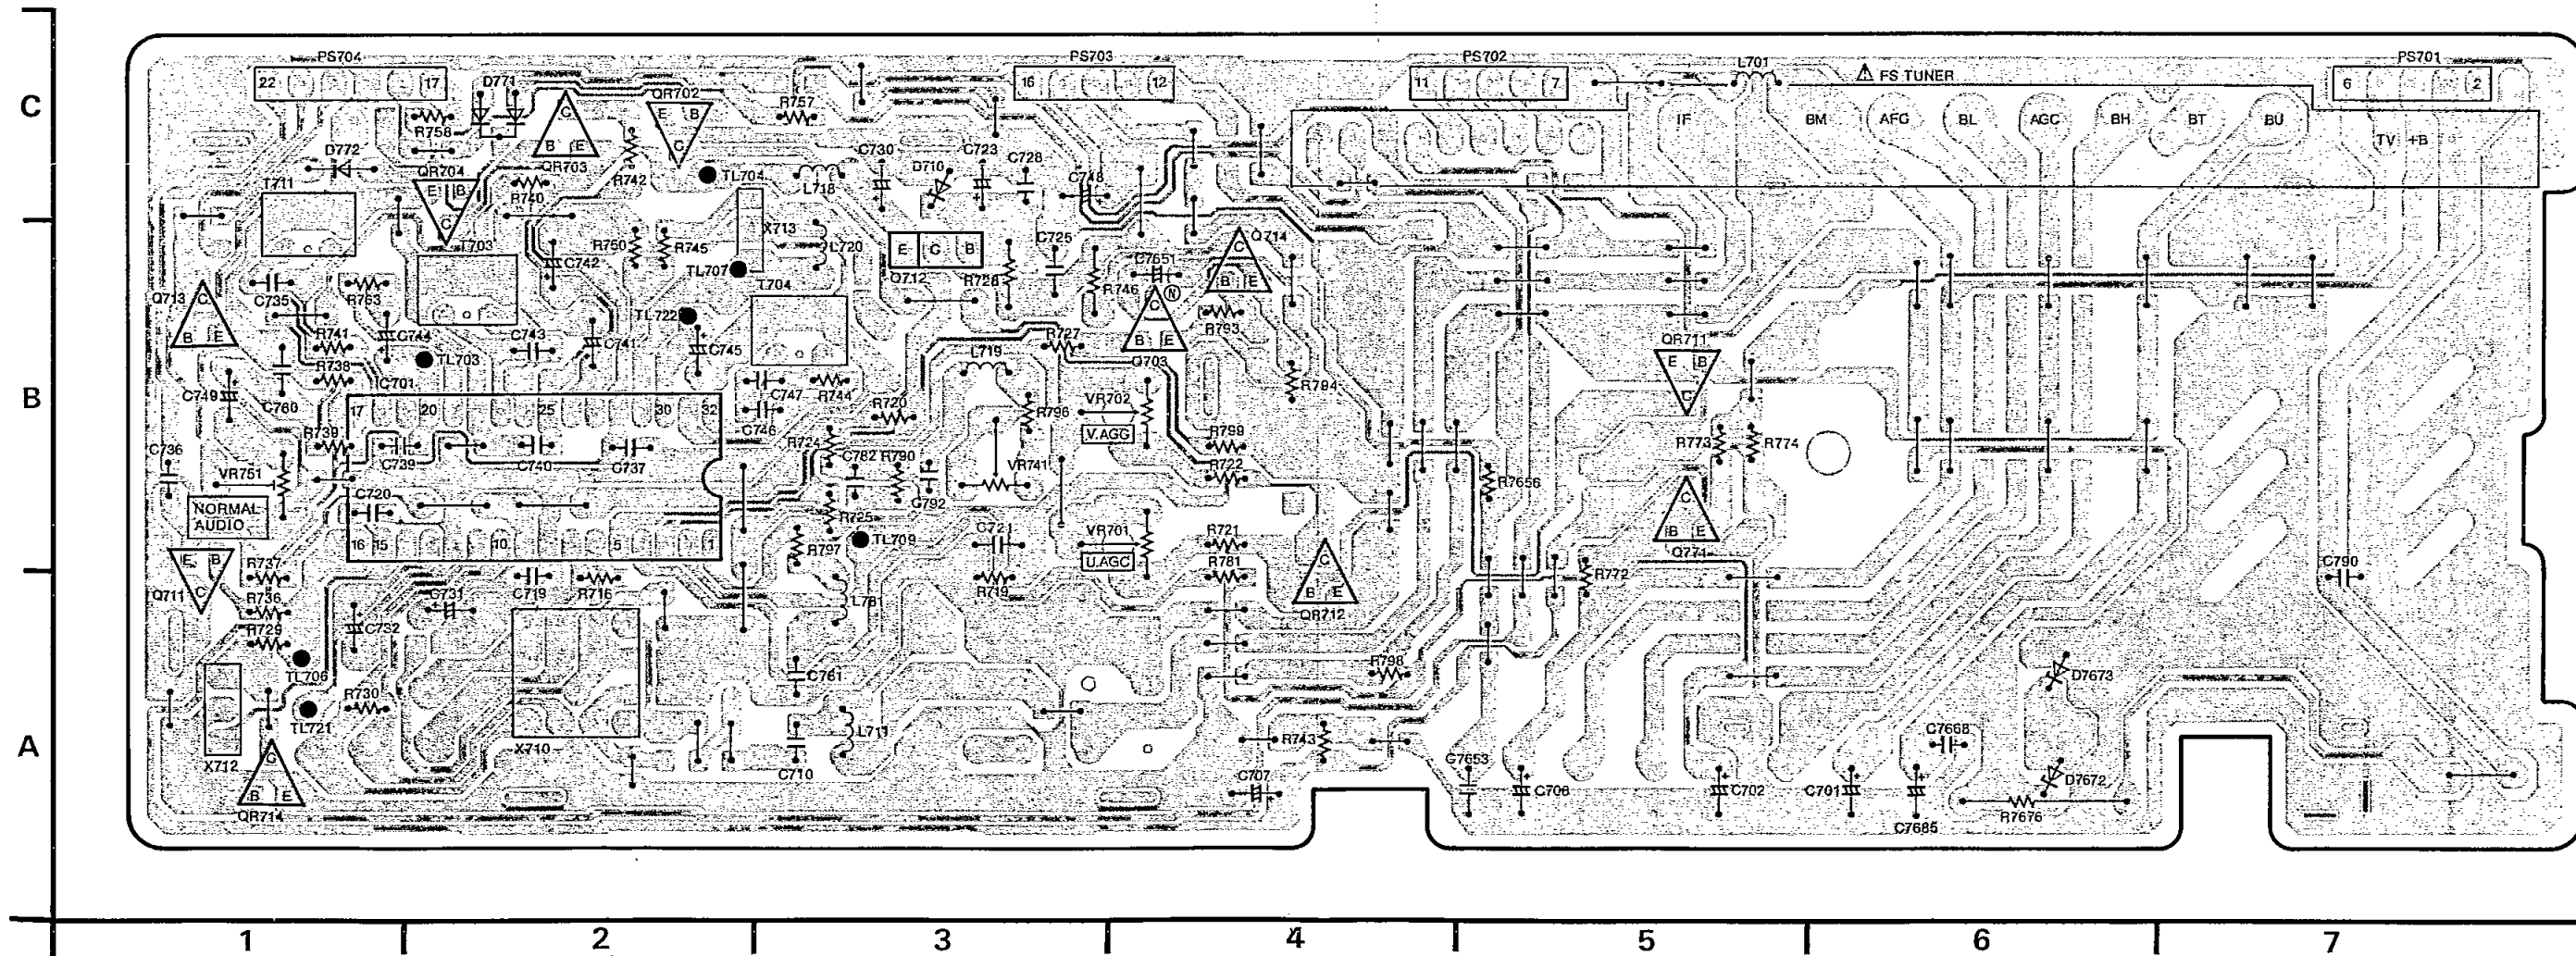 PS704 PS703 PS702 L701 ⚠ FS TUNER PS701
22 17 D771 16 12 11 7 6 2
C QR702 R757
E B C
R758 B E C IF BM AFC BL AGC BH BT BU TV +B
D772 QR703 R742 C730 D710 C723 C728
T711 QR704 TL704 L718 C748
E B R740
C T703 R750 R745 X713 L720 E C B C725 C Q714
C742 TL707 Q712 R728 C7651 B E
Q713 C C735 R763 T704 R746 C N
TL722 R793
B E R741 C744 C743 C741 C745 R727 B E QR711
TL703 L719 Q703 E B
R738 C701 R794 C
C749 C760 C747 R744
17 20 25 30 32 R720 R796 VR702
C746 V.AGC
C736 R739 C739 C740 C737 R724 C782 R790 R799 R773 R774
VR751 VR741 R722 R7656
C720 C792 C
NORMAL R725
AUDIO C721 VR701 R721 B E
16 15 10 5 1 R797 TL709 U.AGC Q771
E B R737 R781 C C790
C C719 R716 R719 R772
Q711 R736 C731 L781 B E
R729 C732 QR712
TL706 C781 R798 D7673
R730
TL721
X712 C X710 C710 L711 R743 C7668
B E C707 C7653 C706 C702 C701 D7672
QR714 C7685 R7676
C
B
A
1 2 3 4 5 6 7